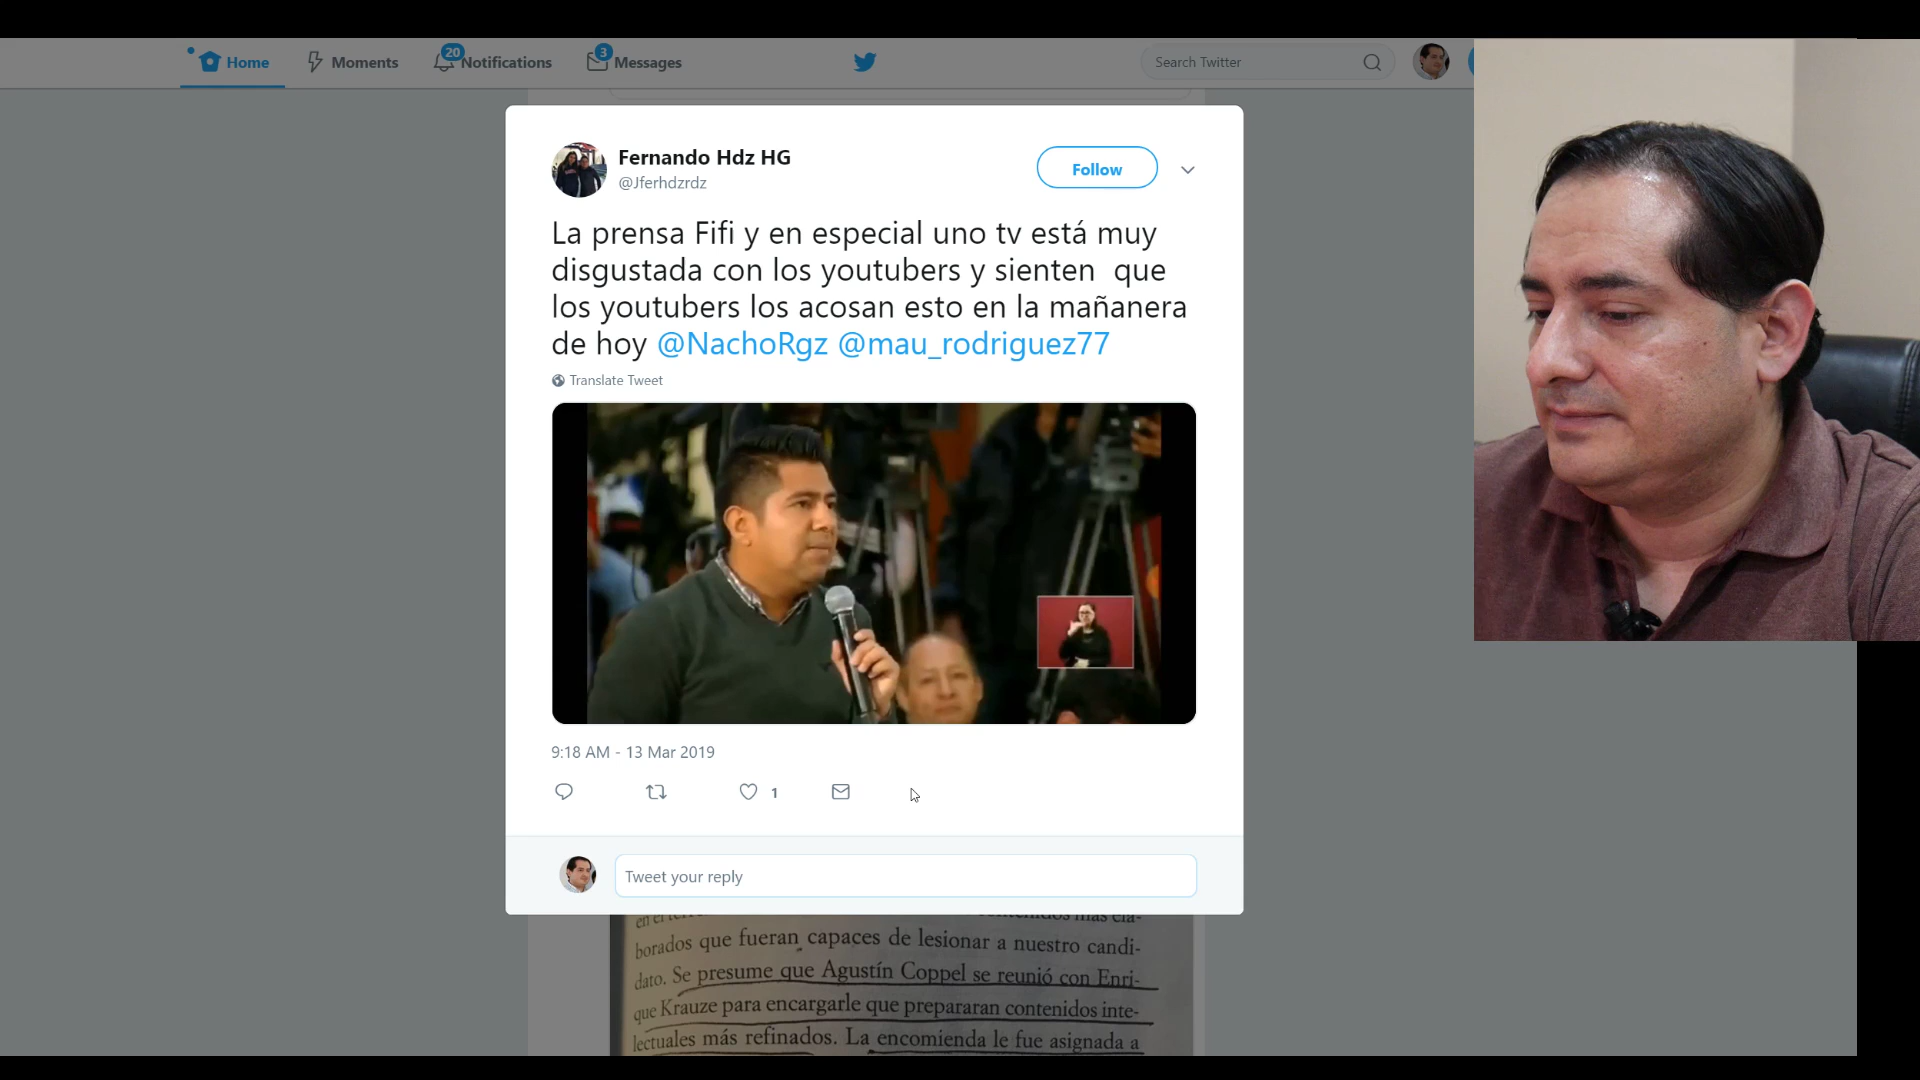 Home
Moments
20
Notifications
3
Messages
Search Twitter
Fernando Hdz HG
@Jferhdzrdz
Follow
La prensa Fifi y en especial uno tv está muy
disgustada con los youtubers y sienten que
los youtubers los acosan esto en la mañanera
de hoy @NachoRgz @mau_rodriguez77
Translate Tweet
9:18 AM - 13 Mar 2019
1
Tweet your reply
borados que fueran capaces de lesionar a nuestro candi-
dato. Se presume que Agustín Coppel se reunió con Enri-
que Krauze para encargarle que prepararan contenidos inte-
lectuales más refinados. La encomienda le fue asignada a